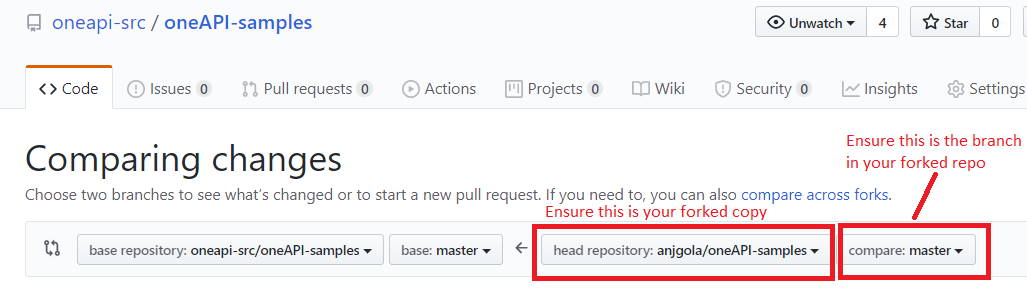 oneapi-src / oneAPI-samples
Unwatch 4 Star 0
Code Issues 0 Pull requests 0 Actions Projects 0 Wiki Security 0 Insights Settings
Ensure this is the branch
in your forked repo
Comparing changes
Choose two branches to see what's changed or to start a new pull request. If you need to, you can also compare across forks.
Ensure this is your forked copy
base repository: oneapi-src/oneAPI-samples base: master head repository: anjgola/oneAPI-samples compare: master